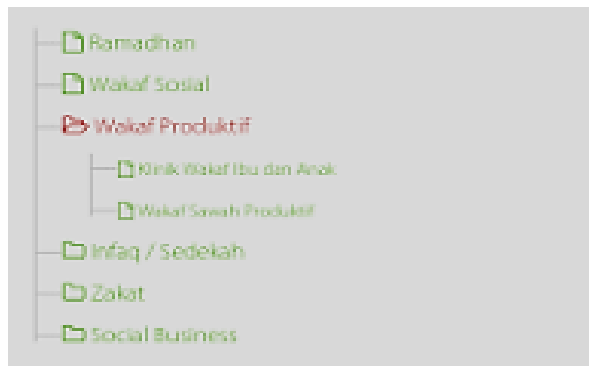 Ramadhan
Wakaf Sosial
Wakaf Produktif
Klinik Wakaf Ibu dan Anak
Wakaf Sawah Produktif
Infaq / Sedekah
Zakat
Social Business